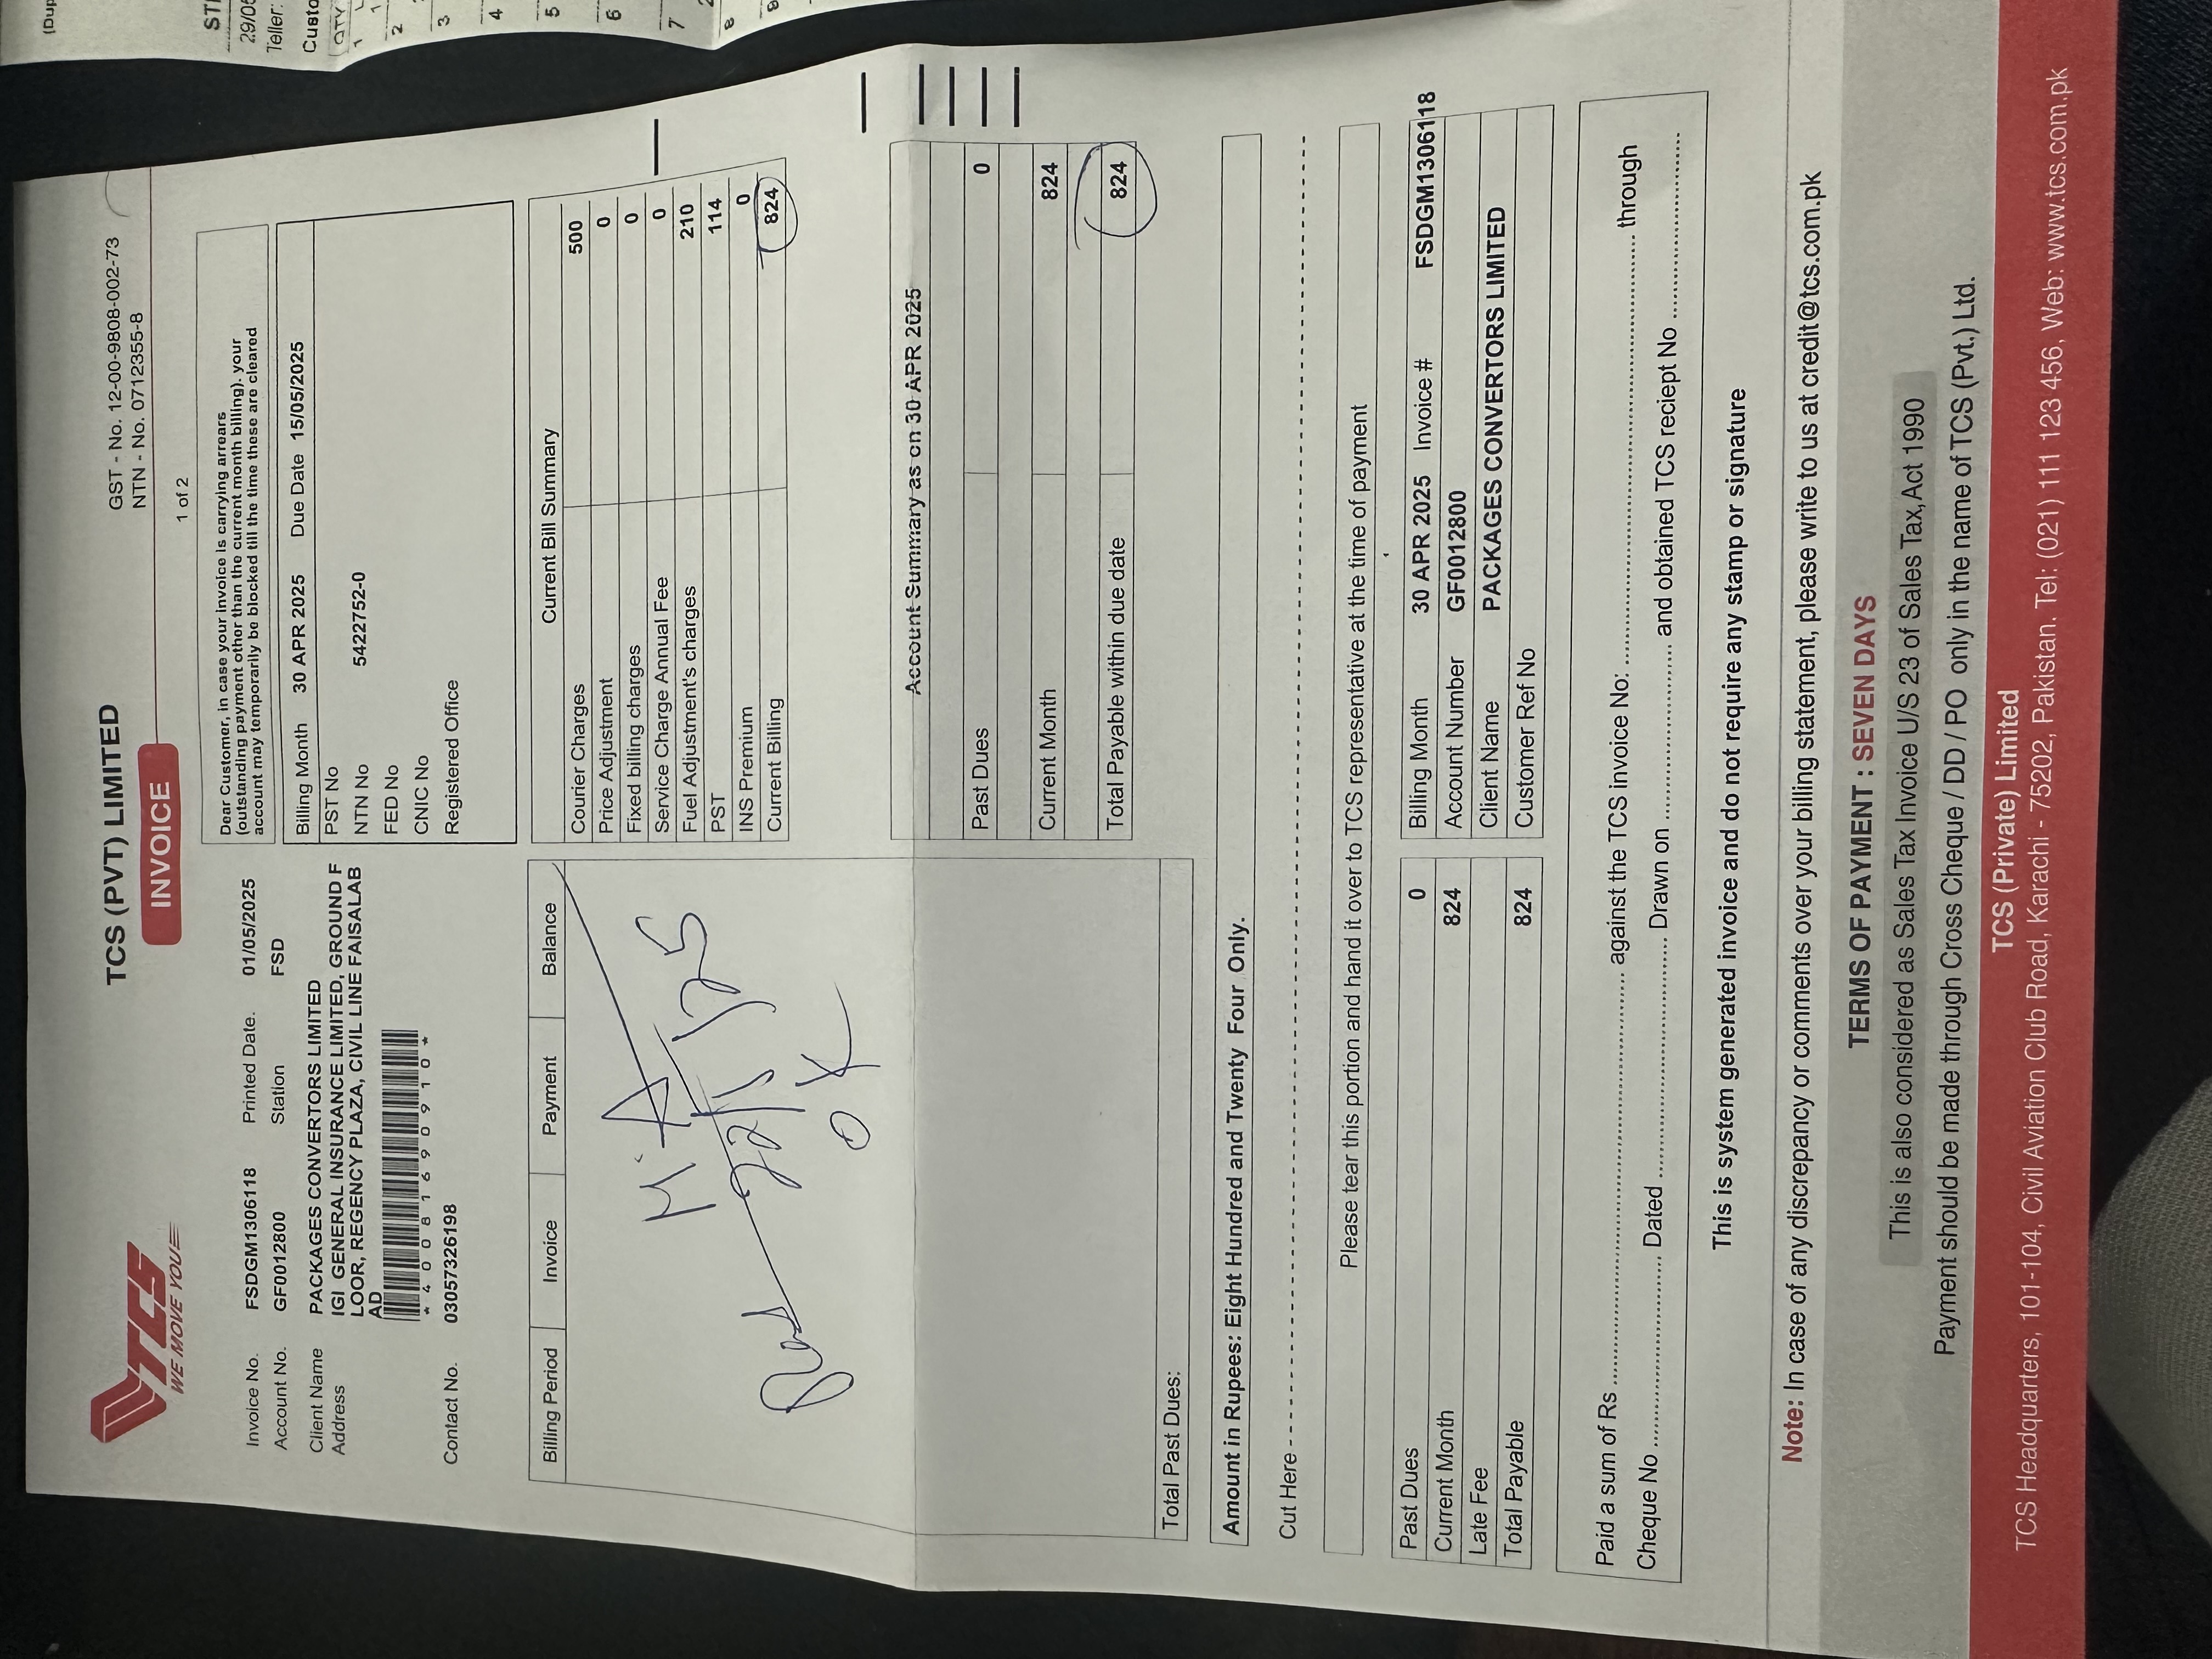 TCS
WE MOVE YOU
TCS (PVT) LIMITED
INVOICE
GST - No. 12-00-9808-002-73
NTN - No. 0712355-8
1 of 2
Invoice No. FSDGM1306118 Printed Date. 01/05/2025
Account No. GF0012800 Station FSD
Client Name PACKAGES CONVERTORS LIMITED
Address IGI GENERAL INSURANCE LIMITED, GROUND F
LOOR, REGENCY PLAZA, CIVIL LINE FAISALAB
AD
*40081690910*
Contact No. 03057326198
Dear Customer, in case your invoice is carrying arrears
(outstanding payment other than the current month billing). your
account may temporarily be blocked till the time these are cleared
Billing Month 30 APR 2025 Due Date 15/05/2025
PST No
NTN No 5422752-0
FED No
CNIC No
Registered Office
Billing Period Invoice Payment Balance
M.A
22/5/25
OK
Total Past Dues:
Current Bill Summary
Courier Charges 500
Price Adjustment 0
Fixed billing charges 0
Service Charge Annual Fee 0
Fuel Adjustment's charges 210
PST 114
INS Premium 0
Current Billing 824
Account Summary as on 30 APR 2025
Past Dues 0
Current Month 824
Total Payable within due date 824
Amount in Rupees: Eight Hundred and Twenty Four Only.
Cut Here
Please tear this portion and hand it over to TCS representative at the time of payment
Past Dues 0
Current Month 824
Late Fee
Total Payable 824
Billing Month 30 APR 2025 Invoice # FSDGM1306118
Account Number GF0012800
Client Name PACKAGES CONVERTORS LIMITED
Customer Ref No
Paid a sum of Rs ........ against the TCS invoice No: ........ through
Cheque No ........ Dated ........ Drawn on ........ and obtained TCS reciept No ........
This is system generated invoice and do not require any stamp or signature
Note: In case of any discrepancy or comments over your billing statement, please write to us at credit@tcs.com.pk
TERMS OF PAYMENT : SEVEN DAYS
This is also considered as Sales Tax Invoice U/S 23 of Sales Tax,Act 1990
Payment should be made through Cross Cheque / DD / PO only in the name of TCS (Pvt.) Ltd.
TCS (Private) Limited
TCS Headquarters, 101-104, Civil Aviation Club Road, Karachi - 75202, Pakistan. Tel: (021) 111 123 456, Web: www.tcs.com.pk
(Dup
29/05
Teller:
Custo
QTY
1
2
3
4
5
6
7
8